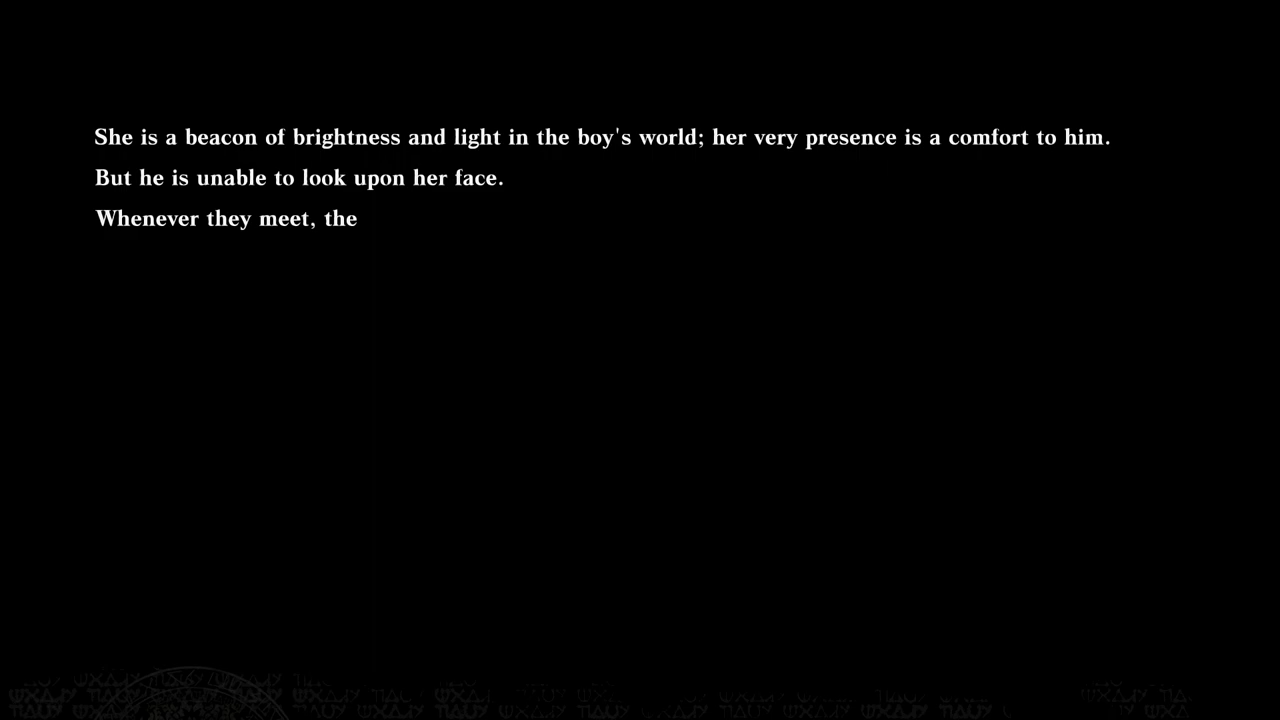 She is a beacon of brightness and light in the boy's world; her very presence is a comfort to him.
But he is unable to look upon her face.
Whenever they meet, the